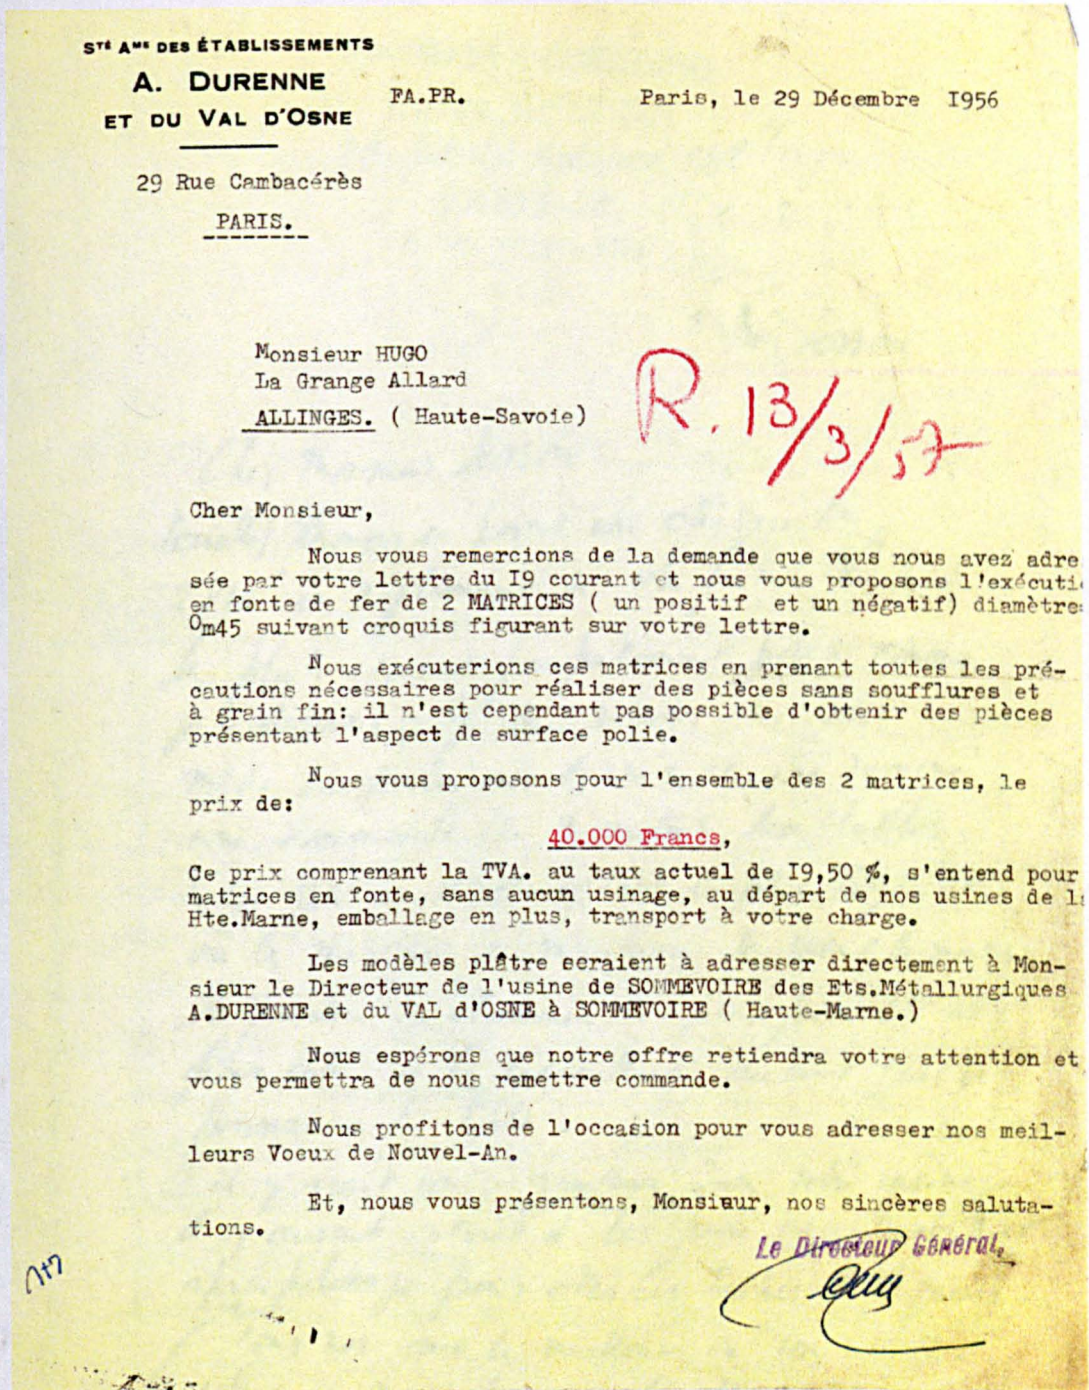 STÉ AME DES ÉTABLISSEMENTS
A. DURENNE
ET DU VAL D'OSNE
FA.PR.
Paris, le 29 Décembre I956
29 Rue Cambacérès
PARIS.
Monsieur HUGO
La Grange Allard
ALLINGES. ( Haute-Savoie)
R. 13/3/57
Cher Monsieur,
Nous vous remercions de la demande que vous nous avez adre
sée par votre lettre du I9 courant et nous vous proposons l'exécuti
en fonte de fer de 2 MATRICES ( un positif et un négatif) diamètre:
0m45 suivant croquis figurant sur votre lettre.
Nous exécuterions ces matrices en prenant toutes les pré-
cautions nécessaires pour réaliser des pièces sans soufflures et
à grain fin: il n'est cependant pas possible d'obtenir des pièces
présentant l'aspect de surface polie.
Nous vous proposons pour l'ensemble des 2 matrices, le
prix de:
40.000 Francs,
Ce prix comprenant la TVA. au taux actuel de I9,50 %, s'entend pour
matrices en fonte, sans aucun usinage, au départ de nos usines de l
Hte.Marne, emballage en plus, transport à votre charge.
Les modèles plâtre seraient à adresser directement à Mon-
sieur le Directeur de l'usine de SOMMEVOIRE des Ets.Métallurgiques
A.DURENNE et du VAL d'OSNE à SOMMEVOIRE ( Haute-Marne.)
Nous espérons que notre offre retiendra votre attention et
vous permettra de nous remettre commande.
Nous profitons de l'occasion pour vous adresser nos meil-
leurs Voeux de Nouvel-An.
Et, nous vous présentons, Monsieur, nos sincères saluta-
tions.
Le Directeur Général,